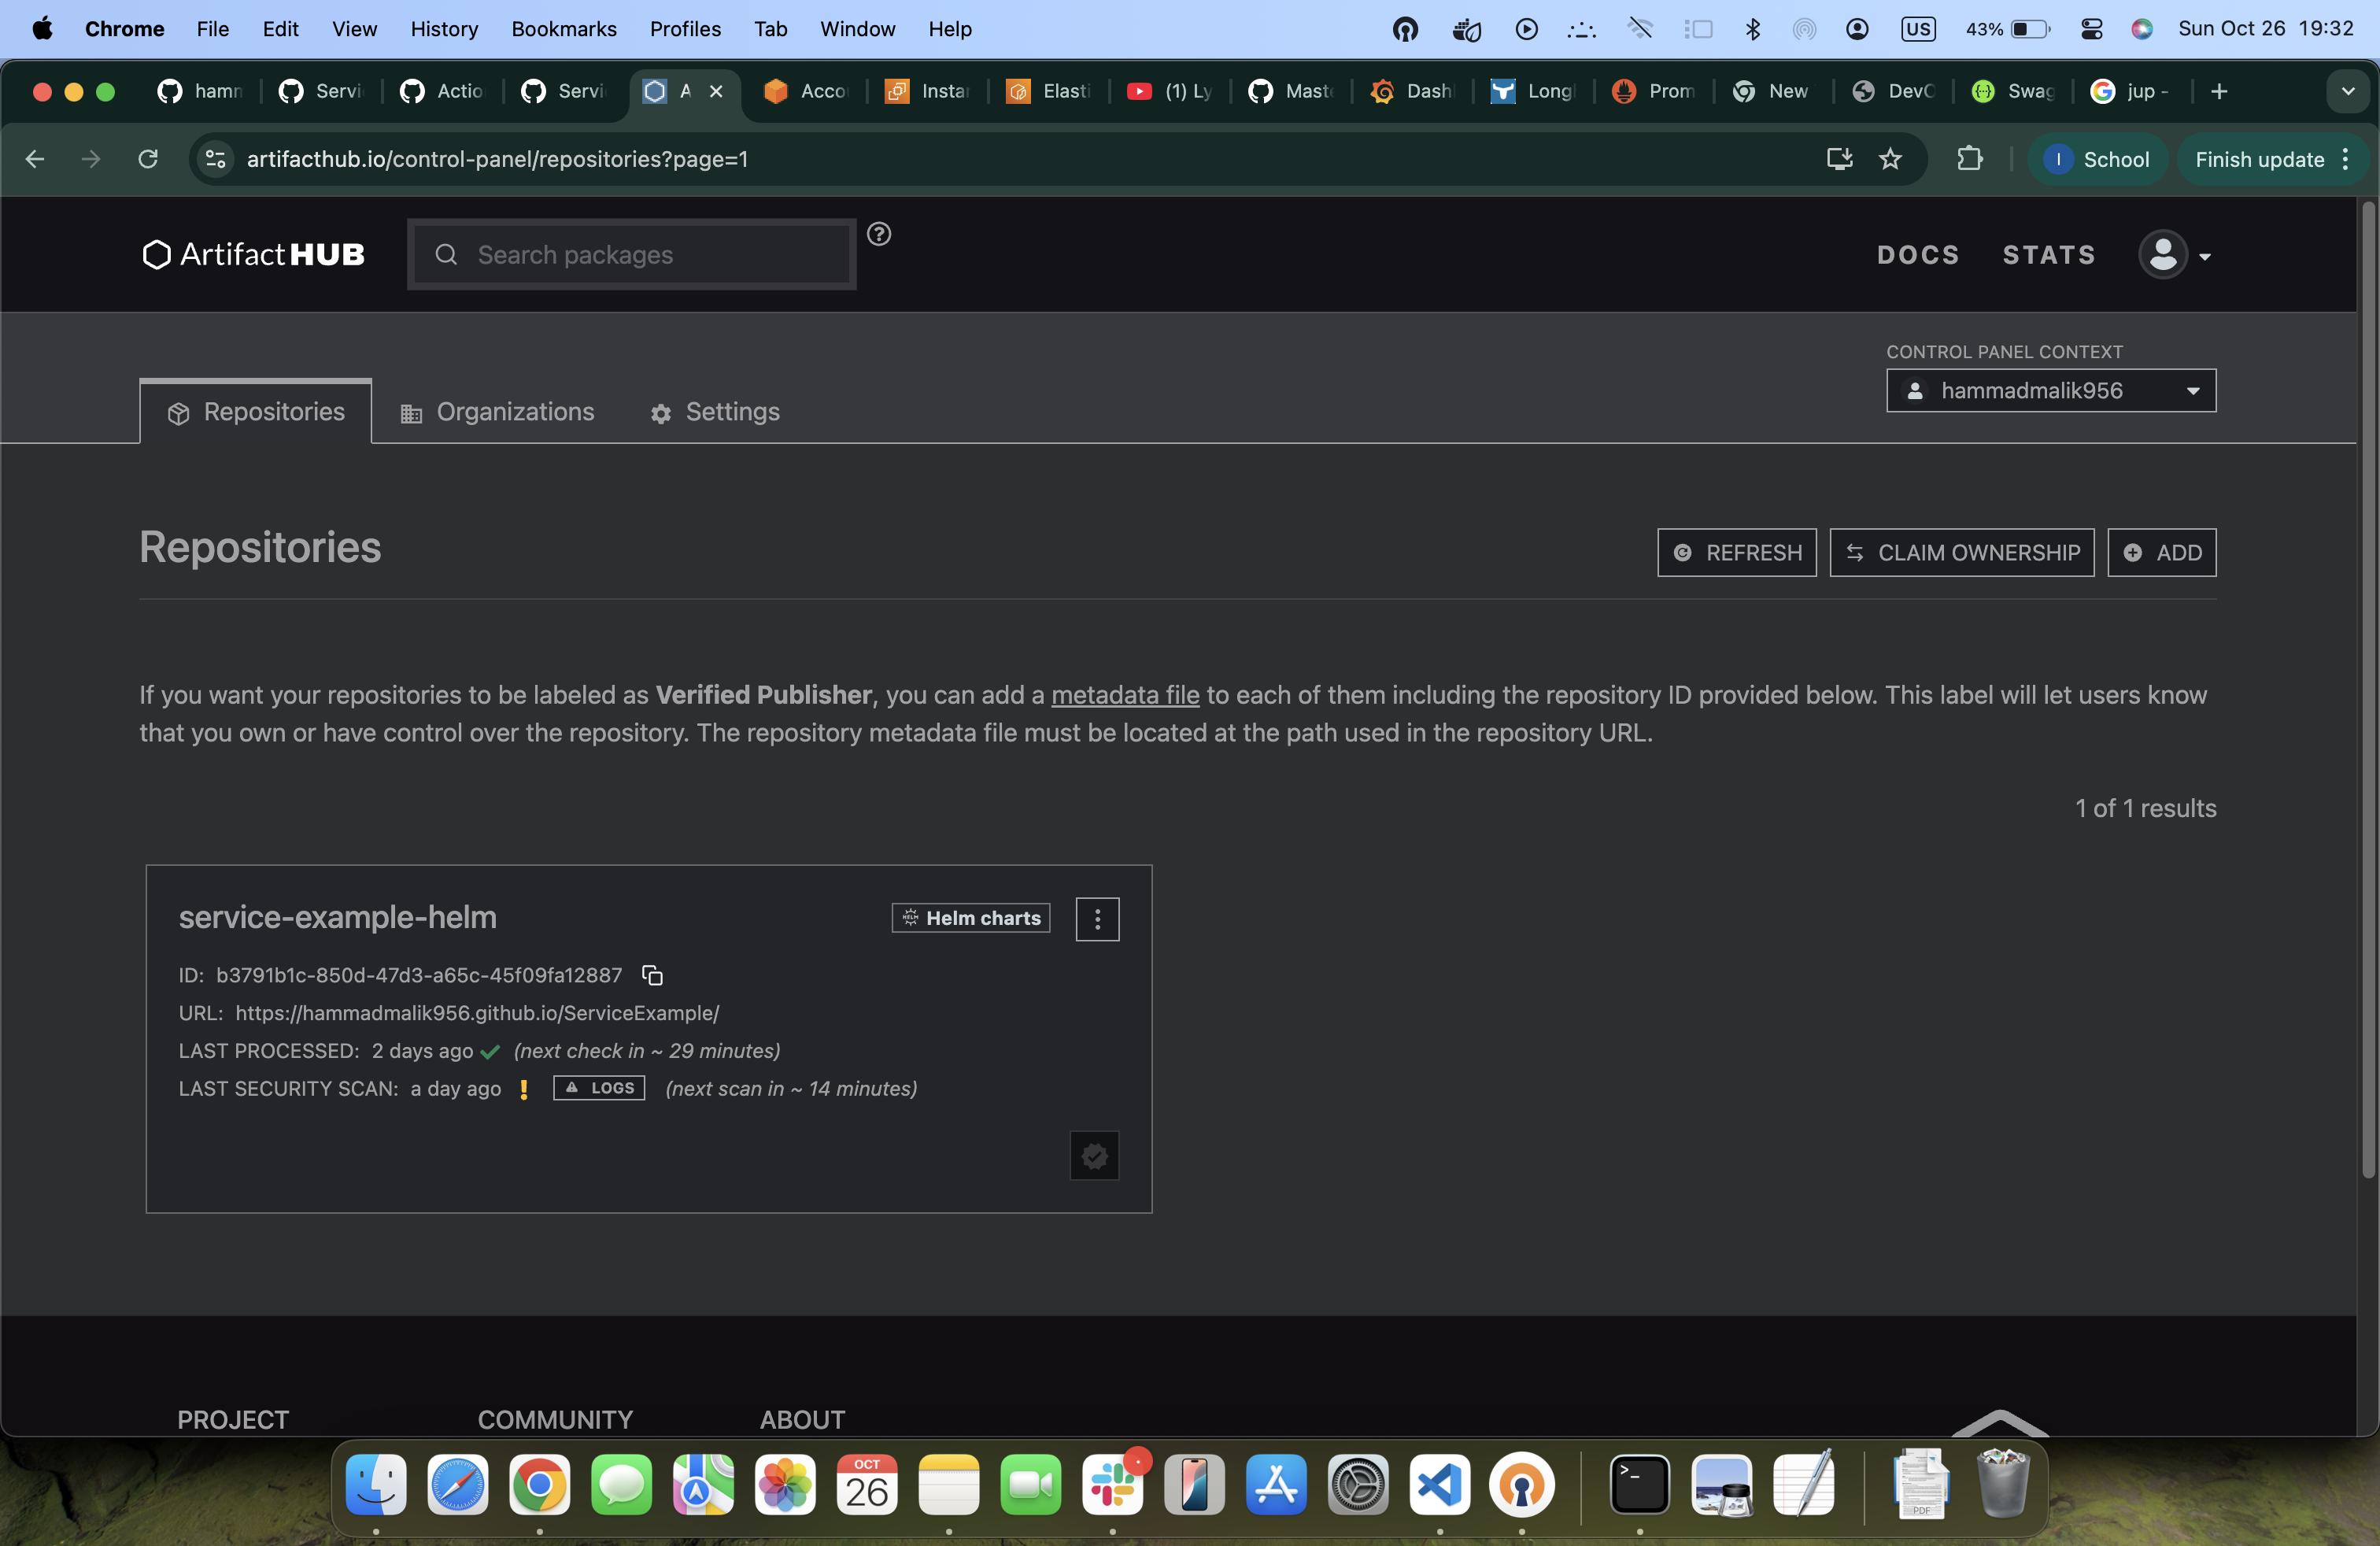 Chrome File Edit View History Bookmarks Profiles Tab Window Help US 43% Sun Oct 26 19:32
hamm Servi Actio Servi A Acco Instar Elasti (1) Ly Maste Dash Long Prom New DevO Swag jup -
artifacthub.io/control-panel/repositories?page=1 I School Finish update
ArtifactHUB Search packages ? DOCS STATS
CONTROL PANEL CONTEXT
hammadmalik956
Repositories Organizations Settings
Repositories REFRESH CLAIM OWNERSHIP ADD
If you want your repositories to be labeled as Verified Publisher, you can add a metadata file to each of them including the repository ID provided below. This label will let users know
that you own or have control over the repository. The repository metadata file must be located at the path used in the repository URL.
1 of 1 results
service-example-helm HELM Helm charts
ID: b3791b1c-850d-47d3-a65c-45f09fa12887
URL: https://hammadmalik956.github.io/ServiceExample/
LAST PROCESSED: 2 days ago (next check in ~ 29 minutes)
LAST SECURITY SCAN: a day ago LOGS (next scan in ~ 14 minutes)
PROJECT COMMUNITY ABOUT
OCT
26
PDF